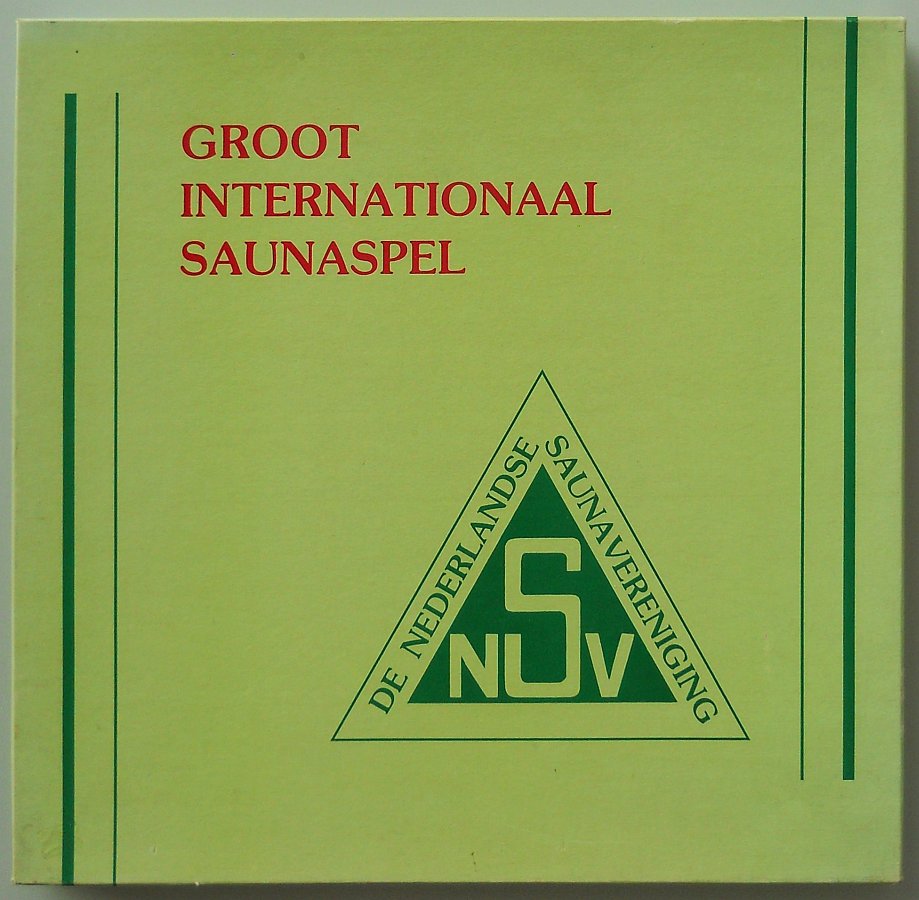 GROOT
INTERNATIONAAL
SAUNASPEL
DE NEDERLANDSE
SAUNAVERENIGING
NSV